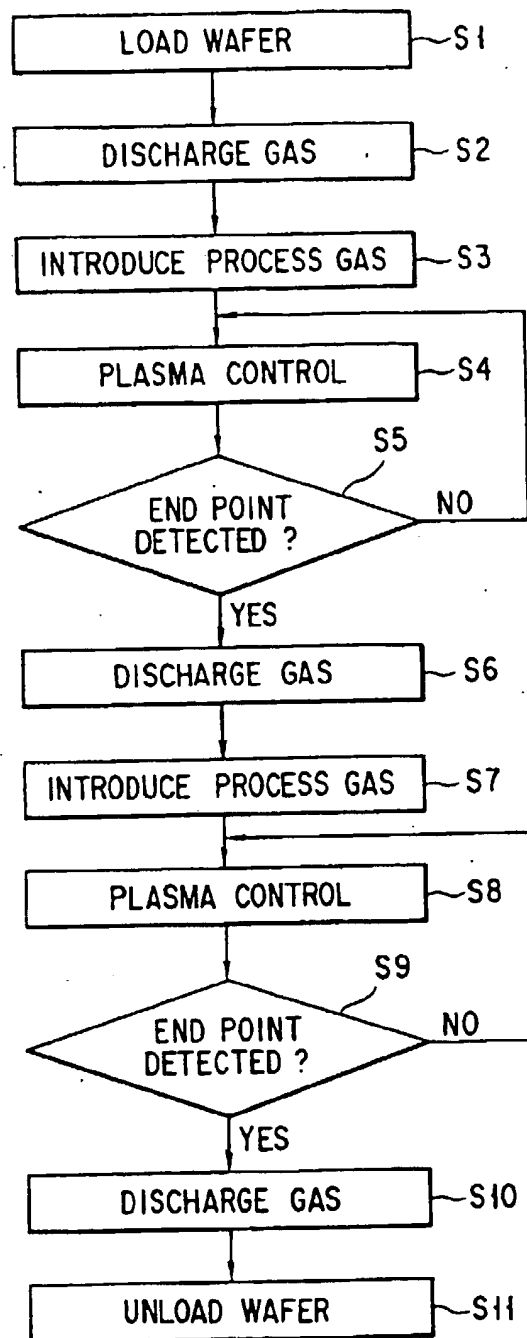 LOAD WAFER S1
DISCHARGE GAS S2
INTRODUCE PROCESS GAS S3
PLASMA CONTROL S4
S5
END POINT
DETECTED ?
NO
YES
DISCHARGE GAS S6
INTRODUCE PROCESS GAS S7
PLASMA CONTROL S8
S9
END POINT
DETECTED ?
NO
YES
DISCHARGE GAS S10
UNLOAD WAFER S11